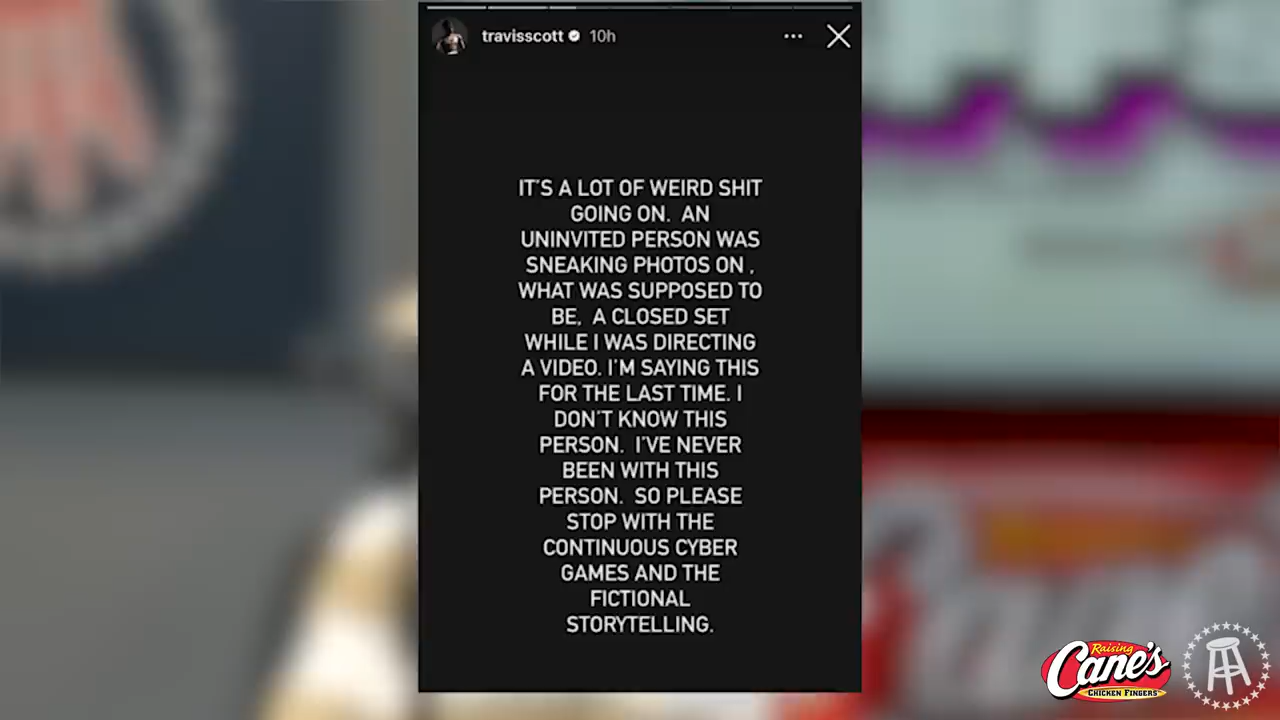 travisscott 10h
IT'S A LOT OF WEIRD SHIT
GOING ON.  AN
UNINVITED PERSON WAS
SNEAKING PHOTOS ON ,
WHAT WAS SUPPOSED TO
BE,  A CLOSED SET
WHILE I WAS DIRECTING
A VIDEO. I'M SAYING THIS
FOR THE LAST TIME. I
DON'T KNOW THIS
PERSON.  I'VE NEVER
BEEN WITH THIS
PERSON.  SO PLEASE
STOP WITH THE
CONTINUOUS CYBER
GAMES AND THE
FICTIONAL
STORYTELLING.
Raising
Cane's
CHICKEN FINGERS